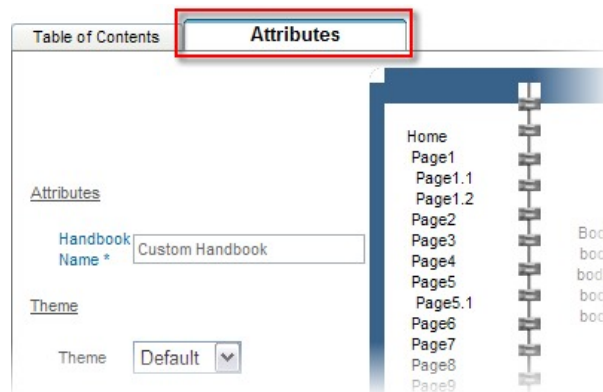 Table of Contents
Attributes
Attributes
Handbook
Name *
Custom Handbook
Theme
Theme
Default
Home
Page1
Page1.1
Page1.2
Page2
Page3
Page4
Page5
Page5.1
Page6
Page7
Page8
Page9